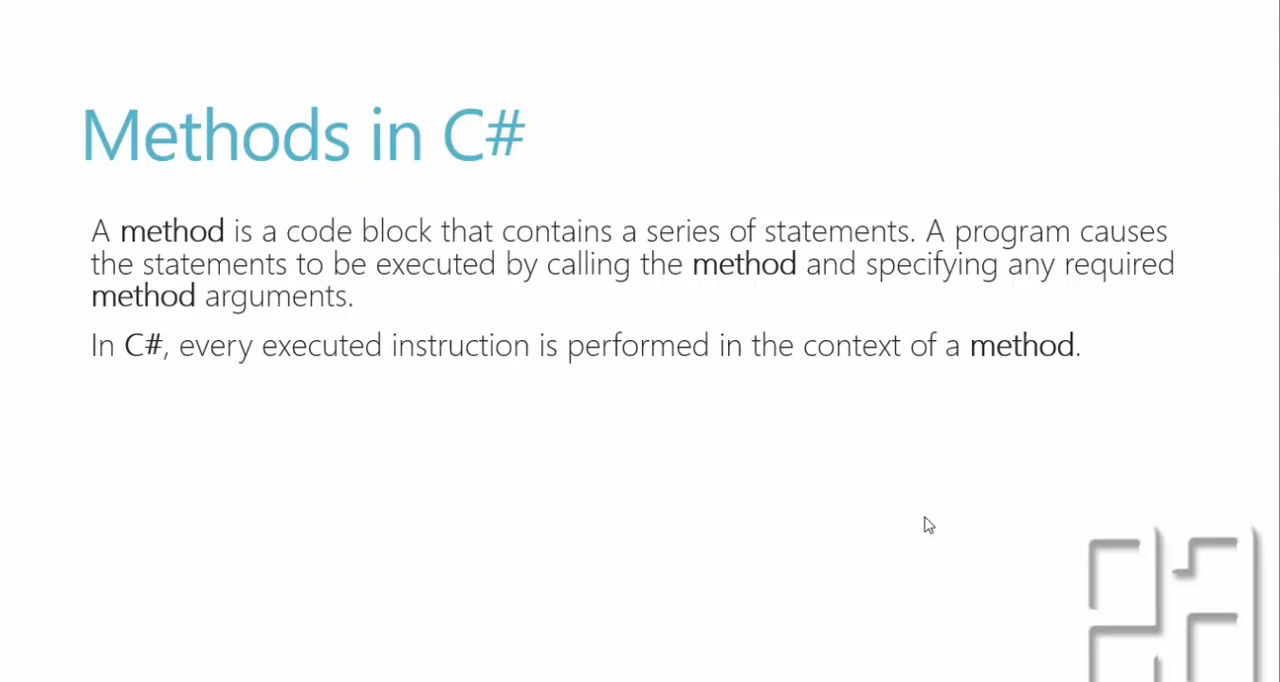 Methods in C#
A method is a code block that contains a series of statements. A program causes
the statements to be executed by calling the method and specifying any required
method arguments.
In C#, every executed instruction is performed in the context of a method.